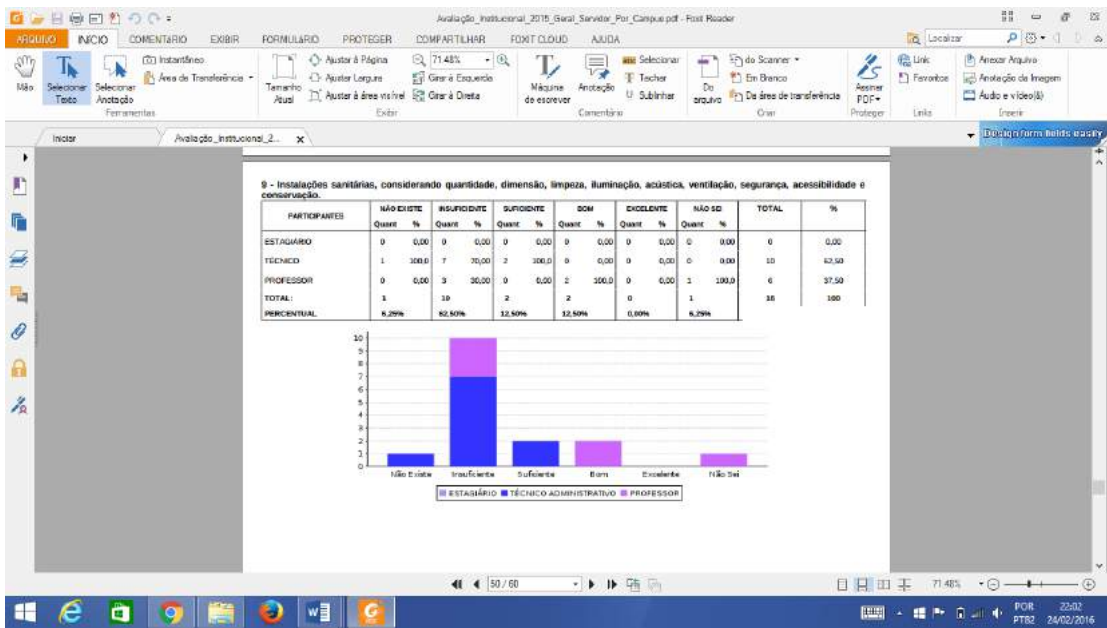 Avaliação_Institucional_2015_Geral_Servidor_Por_Campus.pdf - Foxit Reader
ARQUIVO INÍCIO COMENTÁRIO EXIBIR FORMULÁRIO PROTEGER COMPARTILHAR FOXIT CLOUD AJUDA Localizar
Mão
Selecionar Texto
Selecionar Anotação
Instantâneo
Área de Transferência
Ferramentas
Tamanho Atual
Ajustar à Página
Ajustar Largura
Ajustar à área visível
71.48%
Girar à Esquerda
Girar à Direita
Exibir
Máquina de escrever
Anotação
Selecionar
Tachar
Sublinhar
Comentário
Do arquivo
do Scanner
Em Branco
Da área de transferência
Criar
Assinar PDF
Proteger
Link
Favoritos
Links
Anexar Arquivo
Anotação da Imagem
Áudio e vídeo(&)
Inserir
Iniciar Avaliação_Institucional_2... x Design form fields easily
9 - Instalações sanitárias, considerando quantidade, dimensão, limpeza, iluminação, acústica, ventilação, segurança, acessibilidade e
conservação.
PARTICIPANTES NÃO EXISTE INSUFICIENTE SUFICIENTE BOM EXCELENTE NÃO SEI TOTAL %
Quant % Quant % Quant % Quant % Quant % Quant %
ESTAGIÁRIO 0 0,00 0 0,00 0 0,00 0 0,00 0 0,00 0 0,00 0 0,00
TÉCNICO 1 100,0 7 70,00 2 100,0 0 0,00 0 0,00 0 0,00 10 62,50
PROFESSOR 0 0,00 3 30,00 0 0,00 2 100,0 0 0,00 1 100,0 6 37,50
TOTAL: 1 10 2 2 0 1 16 100
PERCENTUAL 6,25% 62,50% 12,50% 12,50% 0,00% 6,25%
10
9
8
7
6
5
4
3
2
1
0
Não Existe Insuficiente Suficiente Bom Excelente Não Sei
ESTAGIÁRIO TÉCNICO ADMINISTRATIVO PROFESSOR
50 / 60 71.48%
POR 22:02
PTB2 24/02/2016